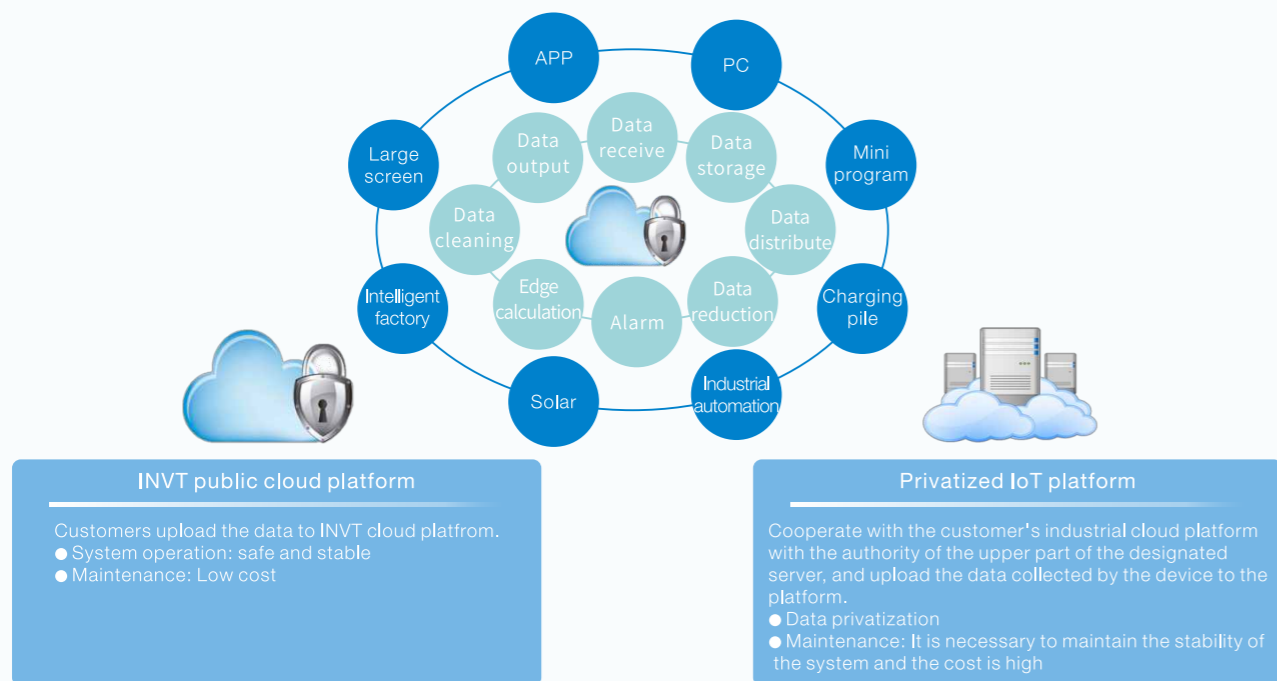 APP
PC
Large
screen
Mini
program
Intelligent
factory
Charging
pile
Solar
Industrial
automation
Data
output
Data
receive
Data
storage
Data
cleaning
Data
distribute
Edge
calculation
Alarm
Data
reduction
INVT public cloud platform
Customers upload the data to INVT cloud platfrom.
● System operation: safe and stable
● Maintenance: Low cost
Privatized IoT platform
Cooperate with the customer's industrial cloud platform
with the authority of the upper part of the designated
server, and upload the data collected by the device to the
platform.
● Data privatization
● Maintenance: It is necessary to maintain the stability of
the system and the cost is high